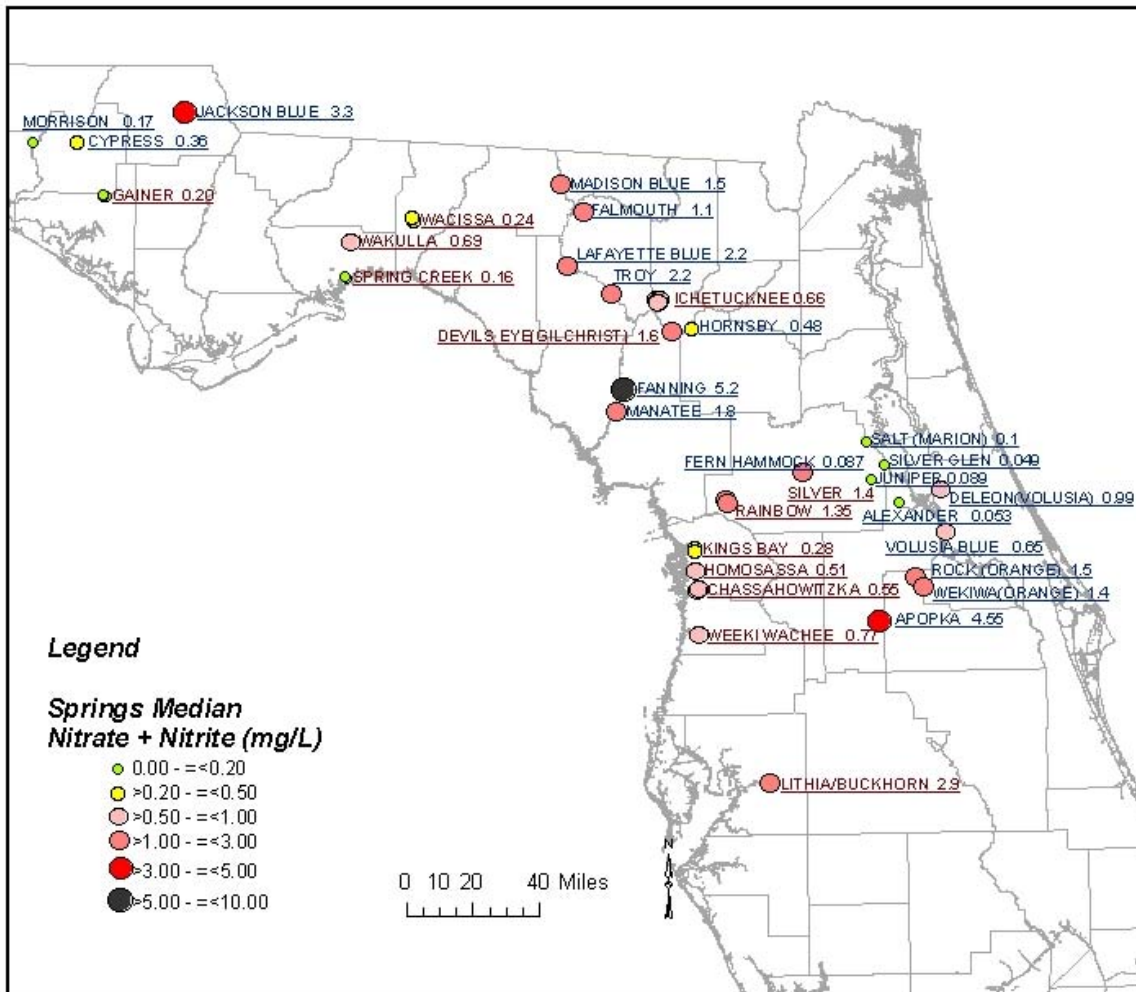 JACKSON BLUE 3.3
MORRISON 0.17
CYPRESS 0.36
GAINER 0.20
MADISON BLUE 1.5
FALMOUTH 1.1
WACISSA 0.24
WAKULLA 0.69
LAFAYETTE BLUE 2.2
SPRING CREEK 0.16
TROY 2.2
ICHETUCKNEE 0.66
HORNSBY 0.48
DEVILS EYE(GILCHRIST) 1.6
FANNING 5.2
MANATEE 1.8
SALT (MARION) 0.1
FERN HAMMOCK 0.087
SILVER GLEN 0.049
JUNIPER 0.089
SILVER 1.4
DELEON(VOLUSIA) 0.99
RAINBOW 1.35
ALEXANDER 0.053
VOLUSIA BLUE 0.65
KINGS BAY 0.28
HOMOSASSA 0.51
ROCK (ORANGE) 1.5
CHASSAHOWITZKA 0.55
WEKIWA(ORANGE) 1.4
APOPKA 4.55
WEEKI WACHEE 0.77
Legend
Springs Median
Nitrate + Nitrite (mg/L)
0.00 - =<0.20
>0.20 - =<0.50
>0.50 - =<1.00
>1.00 - =<3.00
>3.00 - =<5.00
>5.00 - =<10.00
LITHIA/BUCKHORN 2.9
N
0 10 20 40 Miles